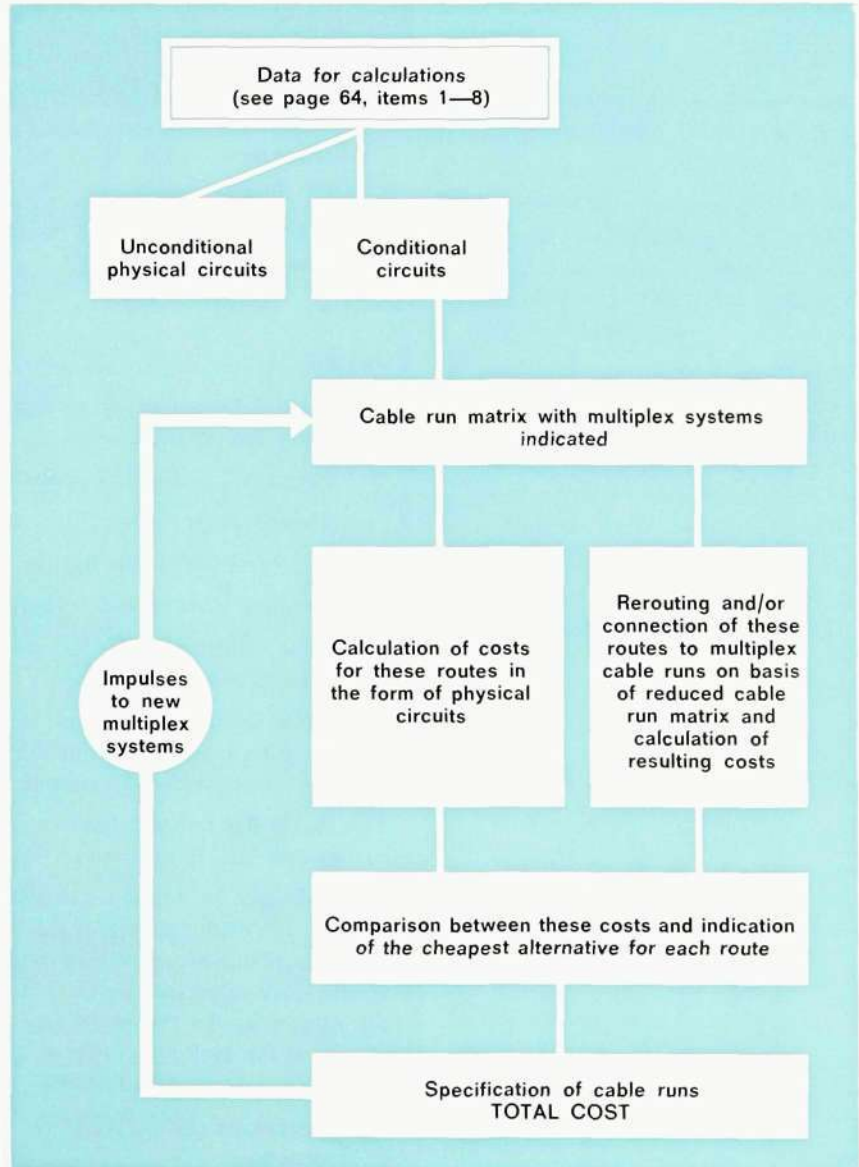 Data for calculations
(see page 64, items 1—8)
Unconditional
physical circuits
Conditional
circuits
Cable run matrix with multiplex systems
indicated
Impulses
to new
multiplex
systems
Calculation of costs
for these routes in
the form of physical
circuits
Rerouting and/or
connection of these
routes to multiplex
cable runs on basis
of reduced cable
run matrix and
calculation of
resulting costs
Comparison between these costs and indication
of the cheapest alternative for each route
Specification of cable runs
TOTAL COST